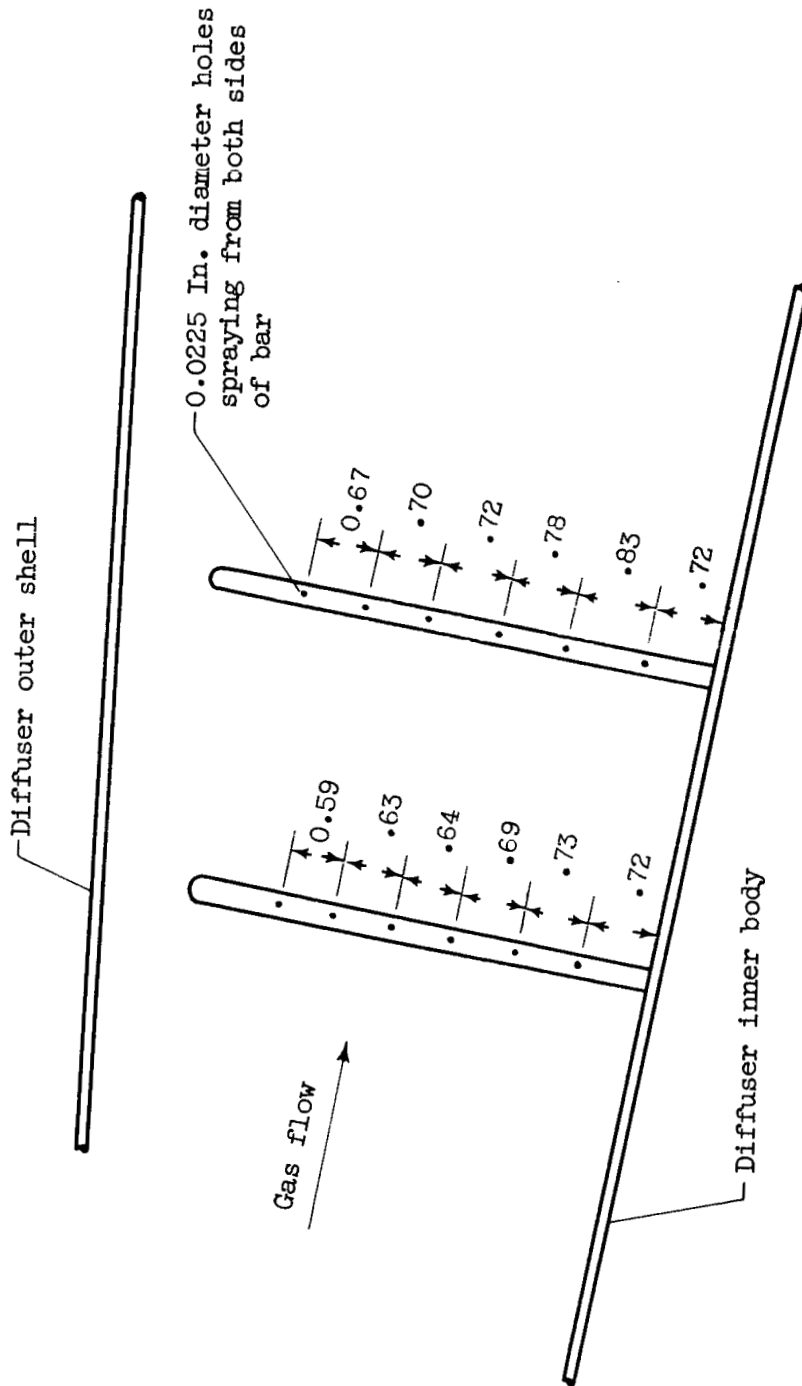 Diffuser outer shell
0.0225 In. diameter holes
spraying from both sides
of bar
0.67
.70
.72
.78
.83
.72
0.59
.63
.64
.69
.73
.72
Gas flow
Diffuser inner body